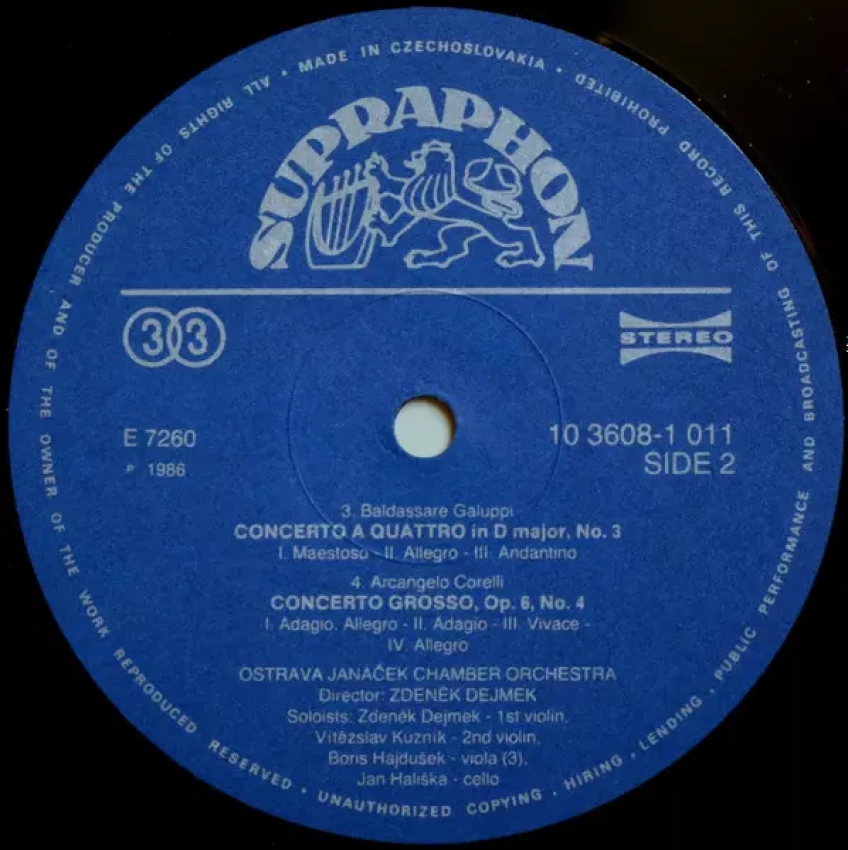 ALL RIGHTS OF THE PRODUCER AND OF THE OWNER OF THE WORK REPRODUCED RESERVED • UNAUTHORIZED COPYING, HIRING, LENDING, PUBLIC PERFORMANCE AND BROADCASTING OF THIS RECORD PROHIBITED • MADE IN CZECHOSLOVAKIA •
SUPRAPHON
33
STEREO
E 7260
10 3608-1 011
℗ 1986
SIDE 2
3. Baldassare Galuppi
CONCERTO A QUATTRO in D major, No. 3
I. Maestoso - II. Allegro - III. Andantino
4. Arcangelo Corelli
CONCERTO GROSSO, Op. 6, No. 4
I. Adagio. Allegro - II. Adagio - III. Vivace -
IV. Allegro
OSTRAVA JANÁČEK CHAMBER ORCHESTRA
Director: ZDENĚK DEJMEK
Soloists: Zdeněk Dejmek - 1st violin,
Vítězslav Kuzník - 2nd violin,
Boris Hajdušek - viola (3),
Jan Hališka - cello